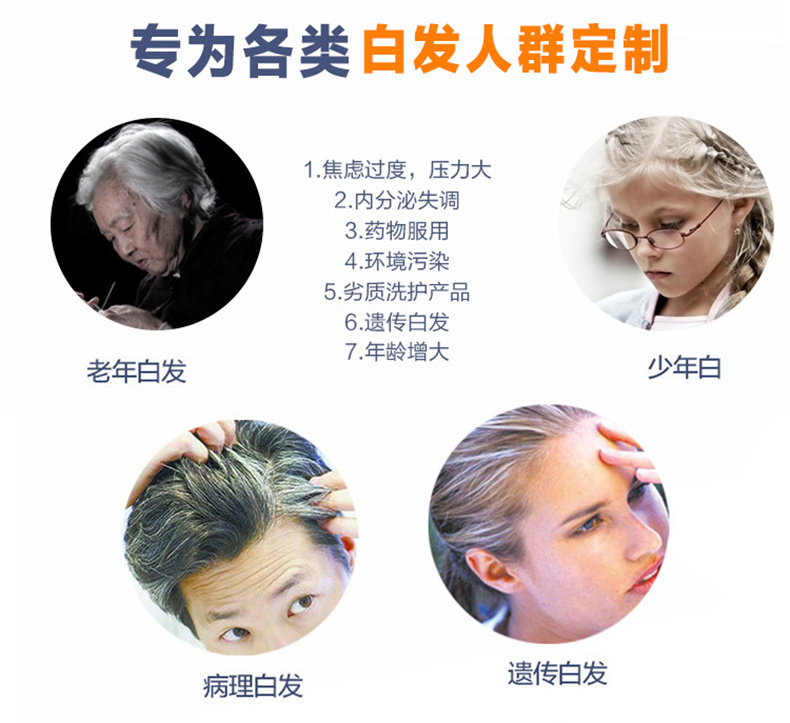 专为各类白发人群定制
1.焦虑过度，压力大
2.内分泌失调
3.药物服用
4.环境污染
5.劣质洗护产品
6.遗传白发
7.年龄增大
老年白发
少年白
病理白发
遗传白发